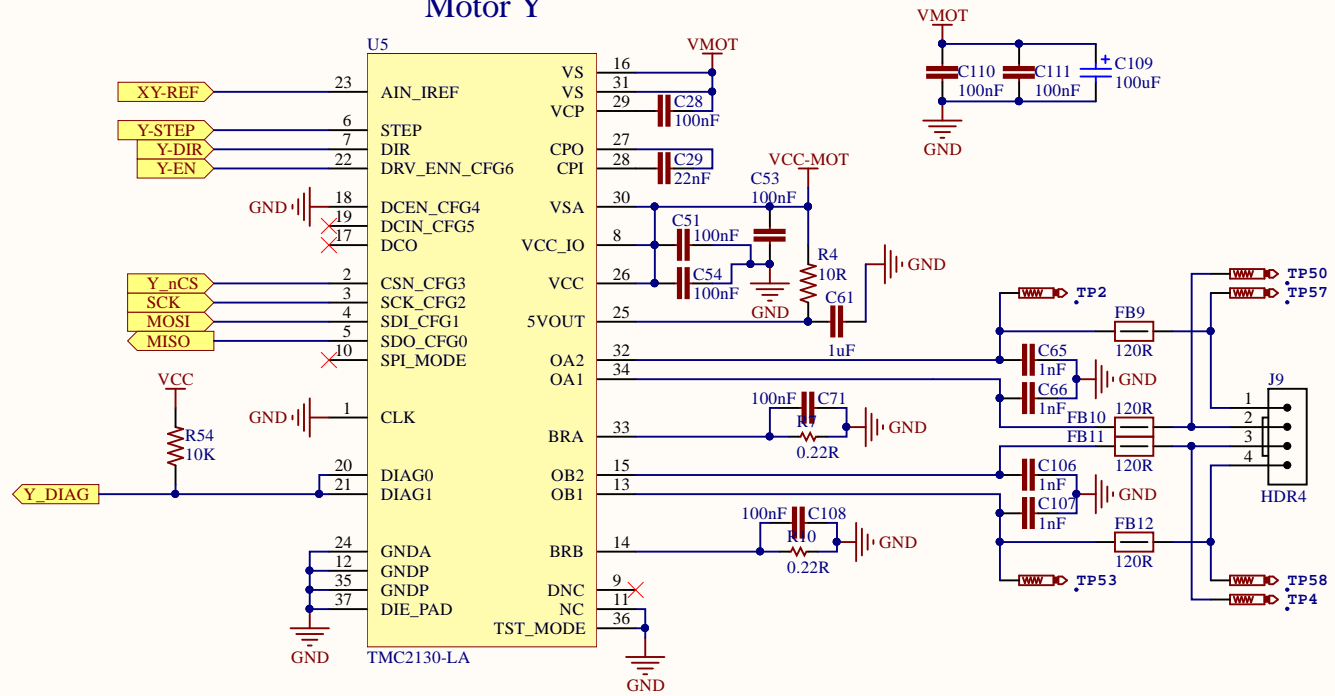 Motor Y
U5
VMOT
XY-REF
23
AIN_IREF
Y-STEP
6
STEP
Y-DIR
7
DIR
Y-EN
22
DRV_ENN_CFG6
GND
18
DCEN_CFG4
19
DCIN_CFG5
17
DCO
Y_nCS
2
CSN_CFG3
SCK
3
SCK_CFG2
MOSI
4
SDI_CFG1
MISO
5
SDO_CFG0
10
SPI_MODE
VCC
R54
10K
GND
1
CLK
20
DIAG0
Y_DIAG
21
DIAG1
24
GNDA
12
GNDP
35
GNDP
37
DIE_PAD
GND
TMC2130-LA
VS
16
VS
31
VCP
29
C28
100nF
CPO
27
CPI
28
C29
22nF
VCC-MOT
C53
100nF
VSA
30
C51
100nF
VCC_IO
8
VCC
26
C54
100nF
GND
R4
10R
C61
1uF
GND
5VOUT
25
OA2
32
OA1
34
BRA
33
100nF
C71
R7
0.22R
GND
OB2
15
OB1
13
100nF
C108
R10
0.22R
GND
BRB
14
DNC
9
NC
11
TST_MODE
36
GND
VMOT
C110
100nF
C111
100nF
+
C109
100uF
GND
TP50
TP57
TP2
FB9
120R
C65
1nF
GND
C66
1nF
FB10
120R
FB11
120R
C106
1nF
GND
C107
1nF
FB12
120R
TP53
TP58
TP4
J9
1
2
3
4
HDR4